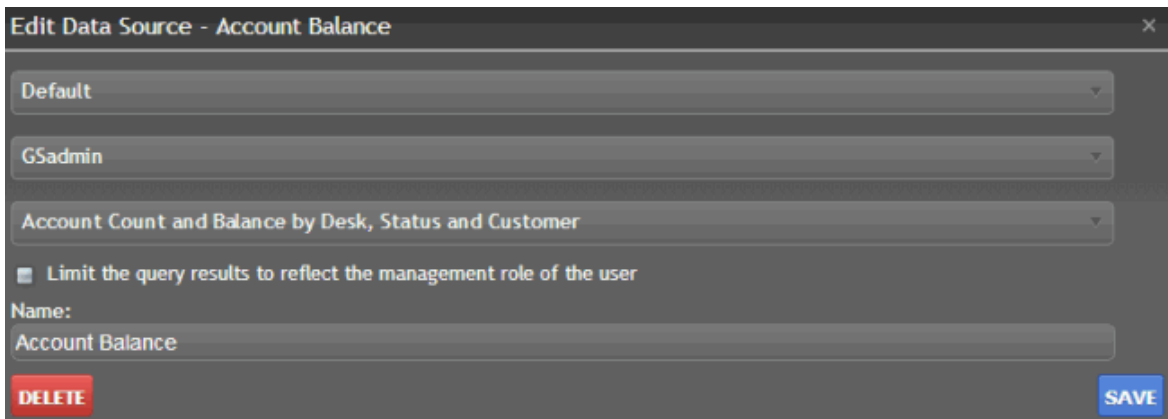 Edit Data Source - Account Balance
Default
GSadmin
Account Count and Balance by Desk, Status and Customer
Limit the query results to reflect the management role of the user
Name:
Account Balance
DELETE SAVE